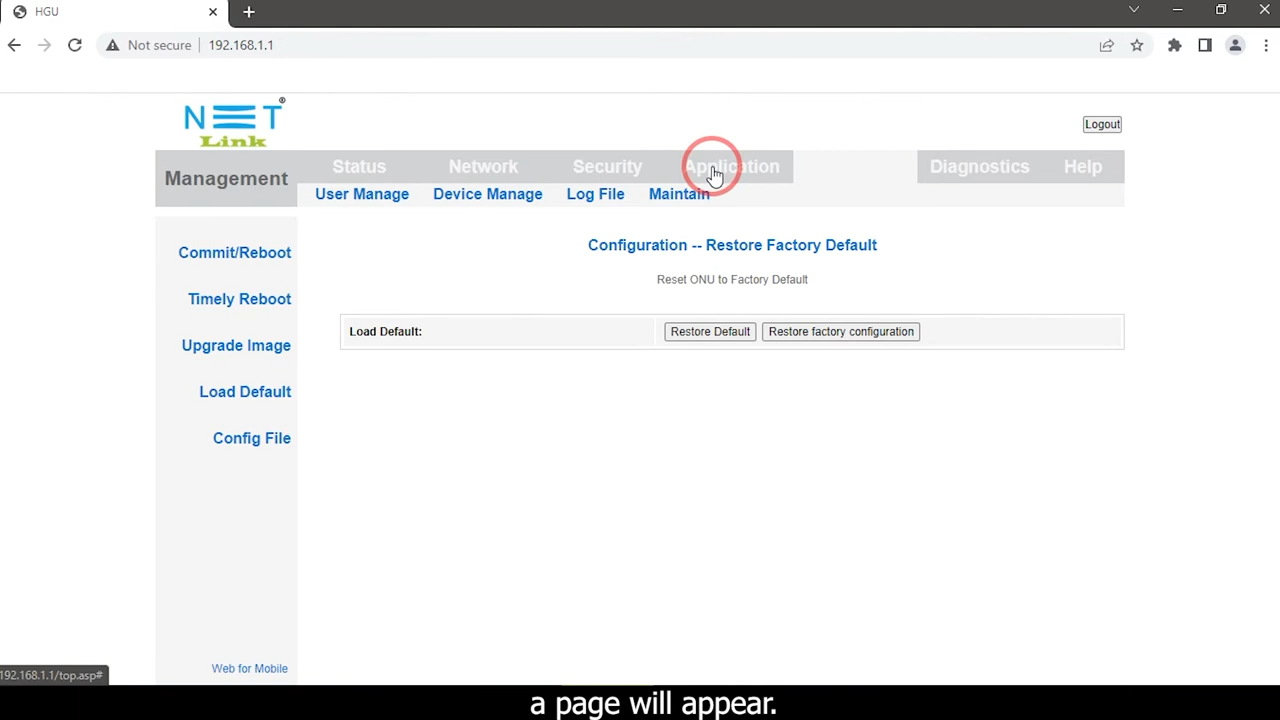 HGU
Not secure
192.168.1.1
NET
Link
®
Logout
Management
Status
Network
Security
Application
Diagnostics
Help
User Manage
Device Manage
Log File
Maintain
Commit/Reboot
Timely Reboot
Upgrade Image
Load Default
Config File
Configuration -- Restore Factory Default
Reset ONU to Factory Default
Load Default:
Restore Default
Restore factory configuration
Web for Mobile
192.168.1.1/top.asp#
a page will appear.